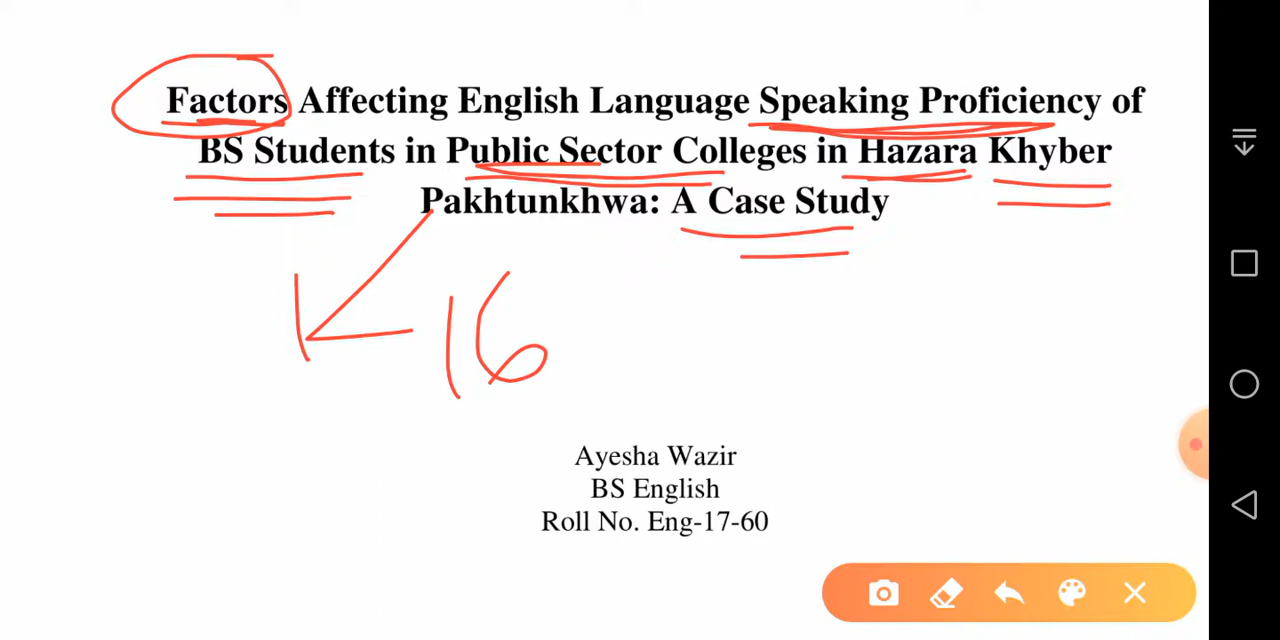 Factors Affecting English Language Speaking Proficiency of
BS Students in Public Sector Colleges in Hazara Khyber
Pakhtunkhwa: A Case Study
16
Ayesha Wazir
BS English
Roll No. Eng-17-60